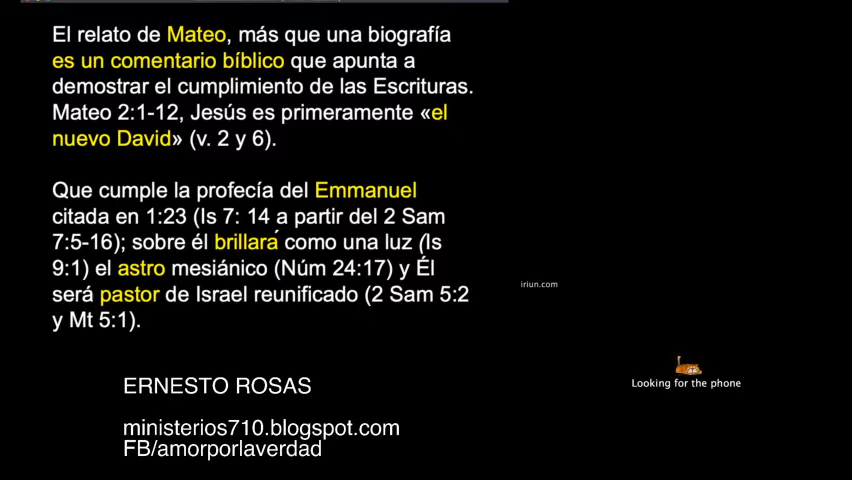 El relato de Mateo, más que una biografía
es un comentario bíblico que apunta a
demostrar el cumplimiento de las Escrituras.
Mateo 2:1-12, Jesús es primeramente «el
nuevo David» (v. 2 y 6).
Que cumple la profecía del Emmanuel
citada en 1:23 (Is 7: 14 a partir del 2 Sam
7:5-16); sobre él brillará como una luz (Is
9:1) el astro mesiánico (Núm 24:17) y Él
será pastor de Israel reunificado (2 Sam 5:2
y Mt 5:1).
iriun.com
Looking for the phone
ERNESTO ROSAS
ministerios710.blogspot.com
FB/amorporlaverdad